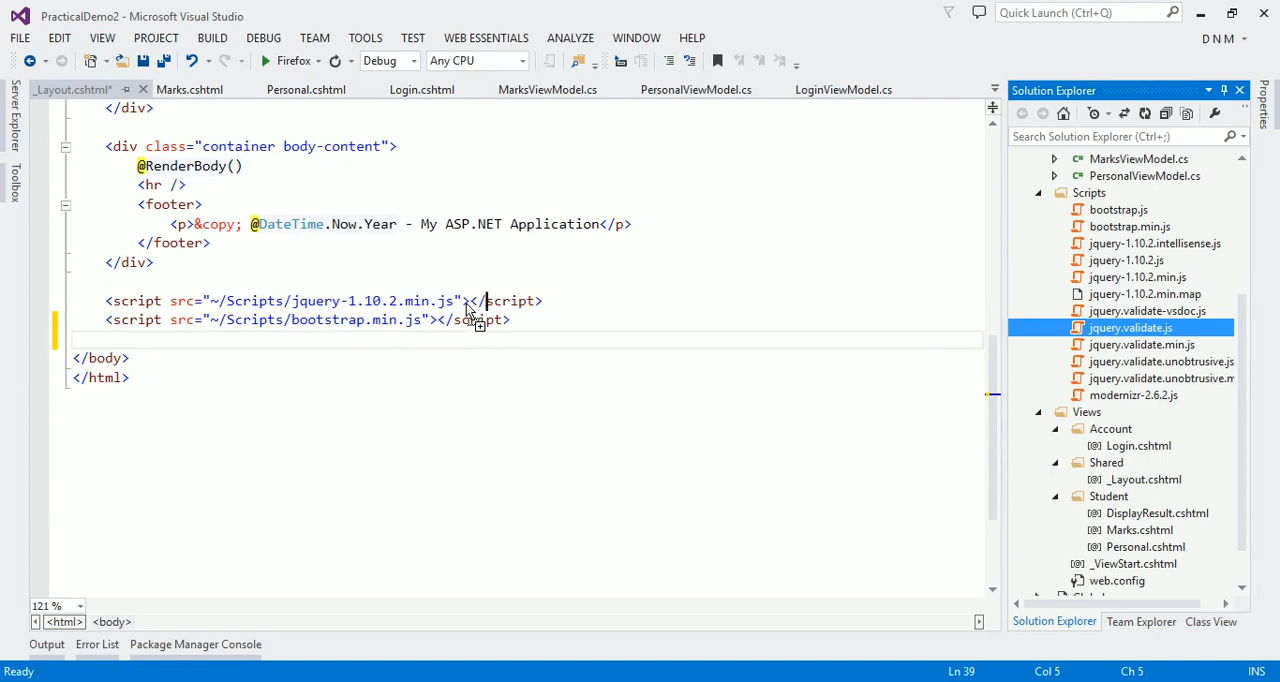 PracticalDemo2 - Microsoft Visual Studio
Quick Launch (Ctrl+Q)
FILE EDIT VIEW PROJECT BUILD DEBUG TEAM TOOLS TEST WEB ESSENTIALS ANALYZE WINDOW HELP
D N M
Firefox Debug Any CPU
_Layout.cshtml* Marks.cshtml Personal.cshtml Login.cshtml MarksViewModel.cs PersonalViewModel.cs LoginViewModel.cs
Server Explorer
Toolbox
</div>
<div class="container body-content">
@RenderBody()
<hr />
<footer>
<p>&copy; @DateTime.Now.Year - My ASP.NET Application</p>
</footer>
</div>
<script src="~/Scripts/jquery-1.10.2.min.js"></script>
<script src="~/Scripts/bootstrap.min.js"></script>
</body>
</html>
121 %
<html> <body>
Solution Explorer
Search Solution Explorer (Ctrl+;)
MarksViewModel.cs
PersonalViewModel.cs
Scripts
bootstrap.js
bootstrap.min.js
jquery-1.10.2.intellisense.js
jquery-1.10.2.js
jquery-1.10.2.min.js
jquery-1.10.2.min.map
jquery.validate-vsdoc.js
jquery.validate.js
jquery.validate.min.js
jquery.validate.unobtrusive.js
jquery.validate.unobtrusive.m
modernizr-2.6.2.js
Views
Account
Login.cshtml
Shared
_Layout.cshtml
Student
DisplayResult.cshtml
Marks.cshtml
Personal.cshtml
_ViewStart.cshtml
web.config
Solution Explorer Team Explorer Class View
Properties
Output Error List Package Manager Console
Ready Ln 39 Col 5 Ch 5 INS